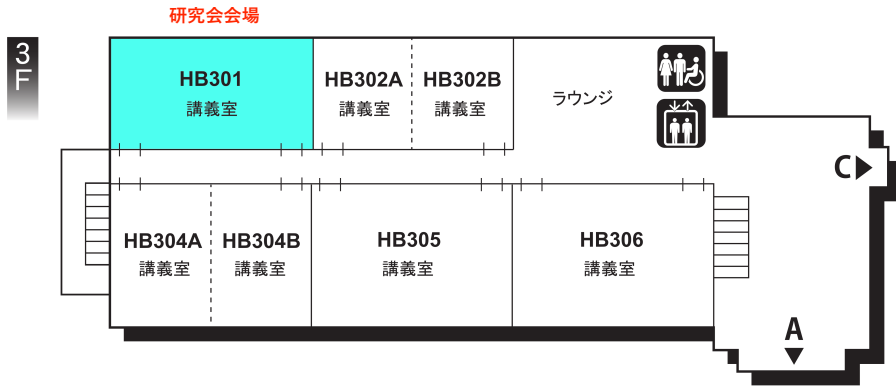 研究会会場
3F
HB301
講義室
HB302A
講義室
HB302B
講義室
ラウンジ
C
HB304A
講義室
HB304B
講義室
HB305
講義室
HB306
講義室
A